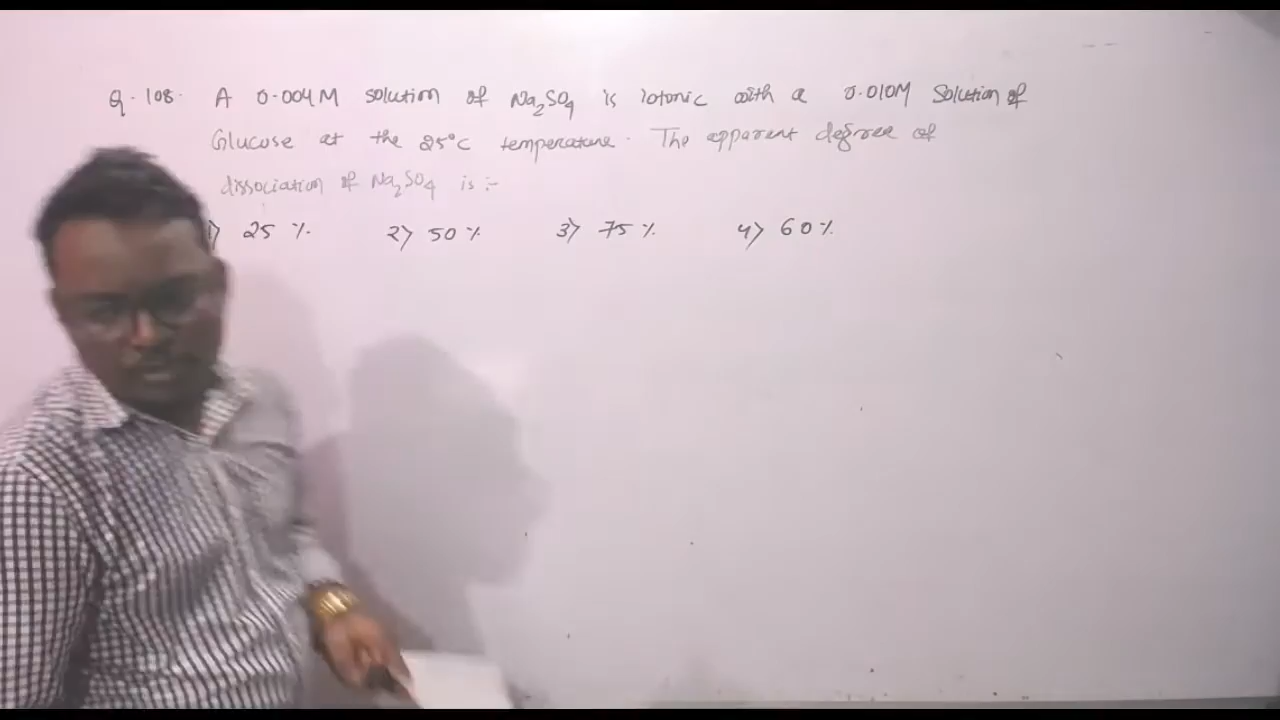 Q. 108. A 0.004M solution of Na₂SO₄ is iotonic with a 0.010M Solution of
Glucose at the 25°C temperature. The apparent degree of
dissociation of Na₂SO₄ is :-
1) 25 % 2) 50 % 3) 75 % 4) 60 %